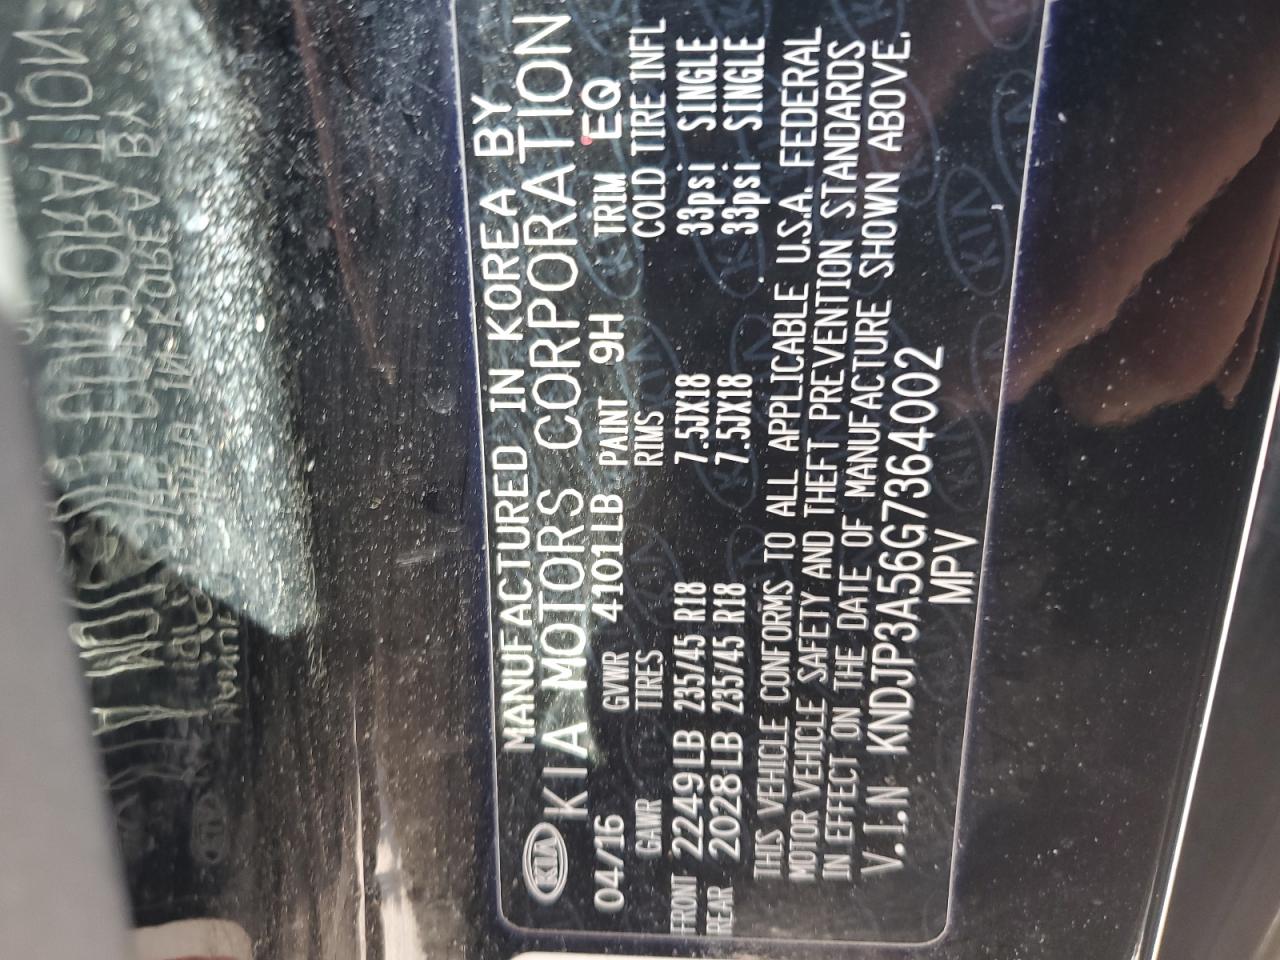 MANUFACTURED IN KOREA BY
KIA KIA MOTORS CORPORATION
04/16 GVWR 4101LB PAINT 9H TRIM EQ
GAWR TIRES RIMS COLD TIRE INFL
FRONT 2249LB 235/45 R18 7.5JX18 33psi SINGLE
REAR 2028LB 235/45 R18 7.5JX18 33psi SINGLE
THIS VEHICLE CONFORMS TO ALL APPLICABLE U.S.A. FEDERAL
MOTOR VEHICLE SAFETY AND THEFT PREVENTION STANDARDS
IN EFFECT ON THE DATE OF MANUFACTURE SHOWN ABOVE.
V.I.N KNDJP3A56G7364002
MPV